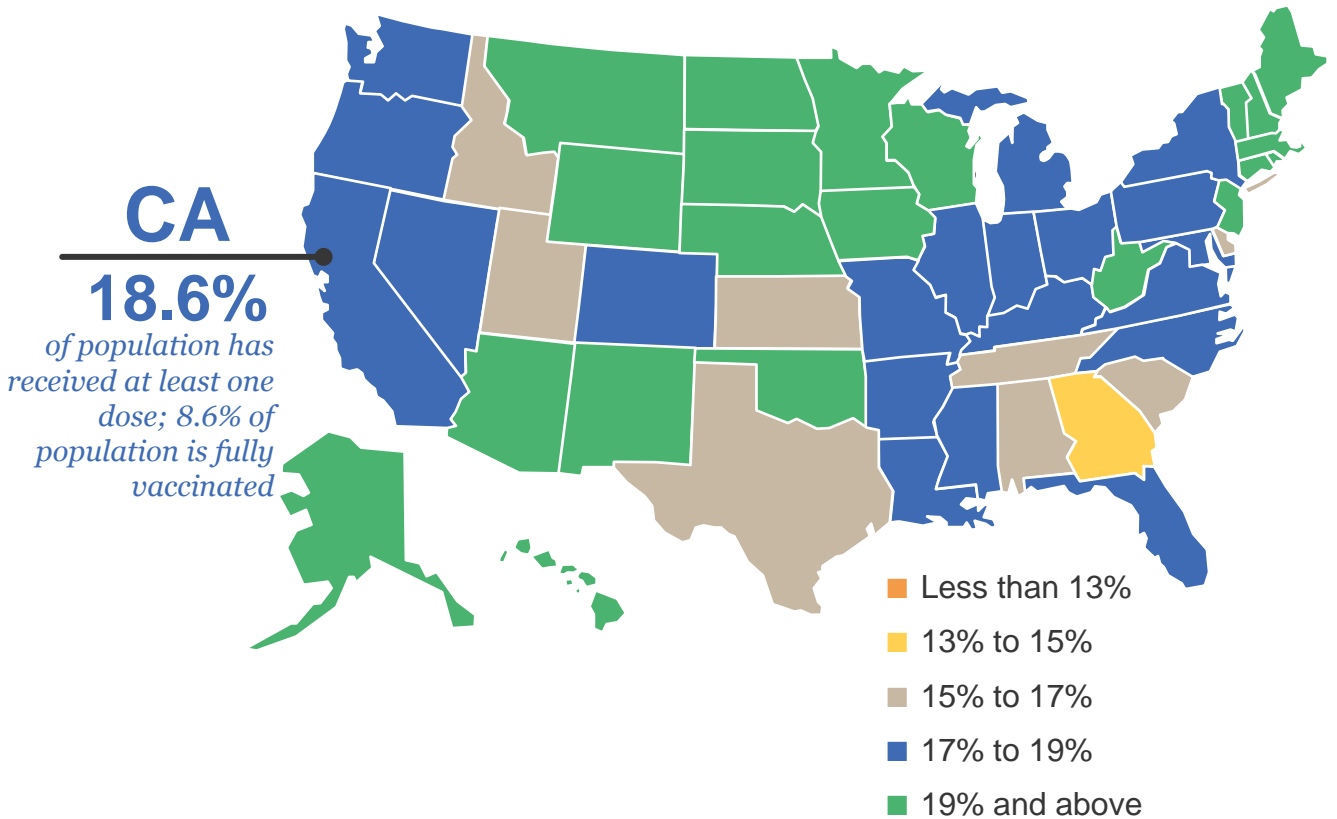 CA
18.6%
of population has
received at least one
dose; 8.6% of
population is fully
vaccinated
Less than 13%
13% to 15%
15% to 17%
17% to 19%
19% and above